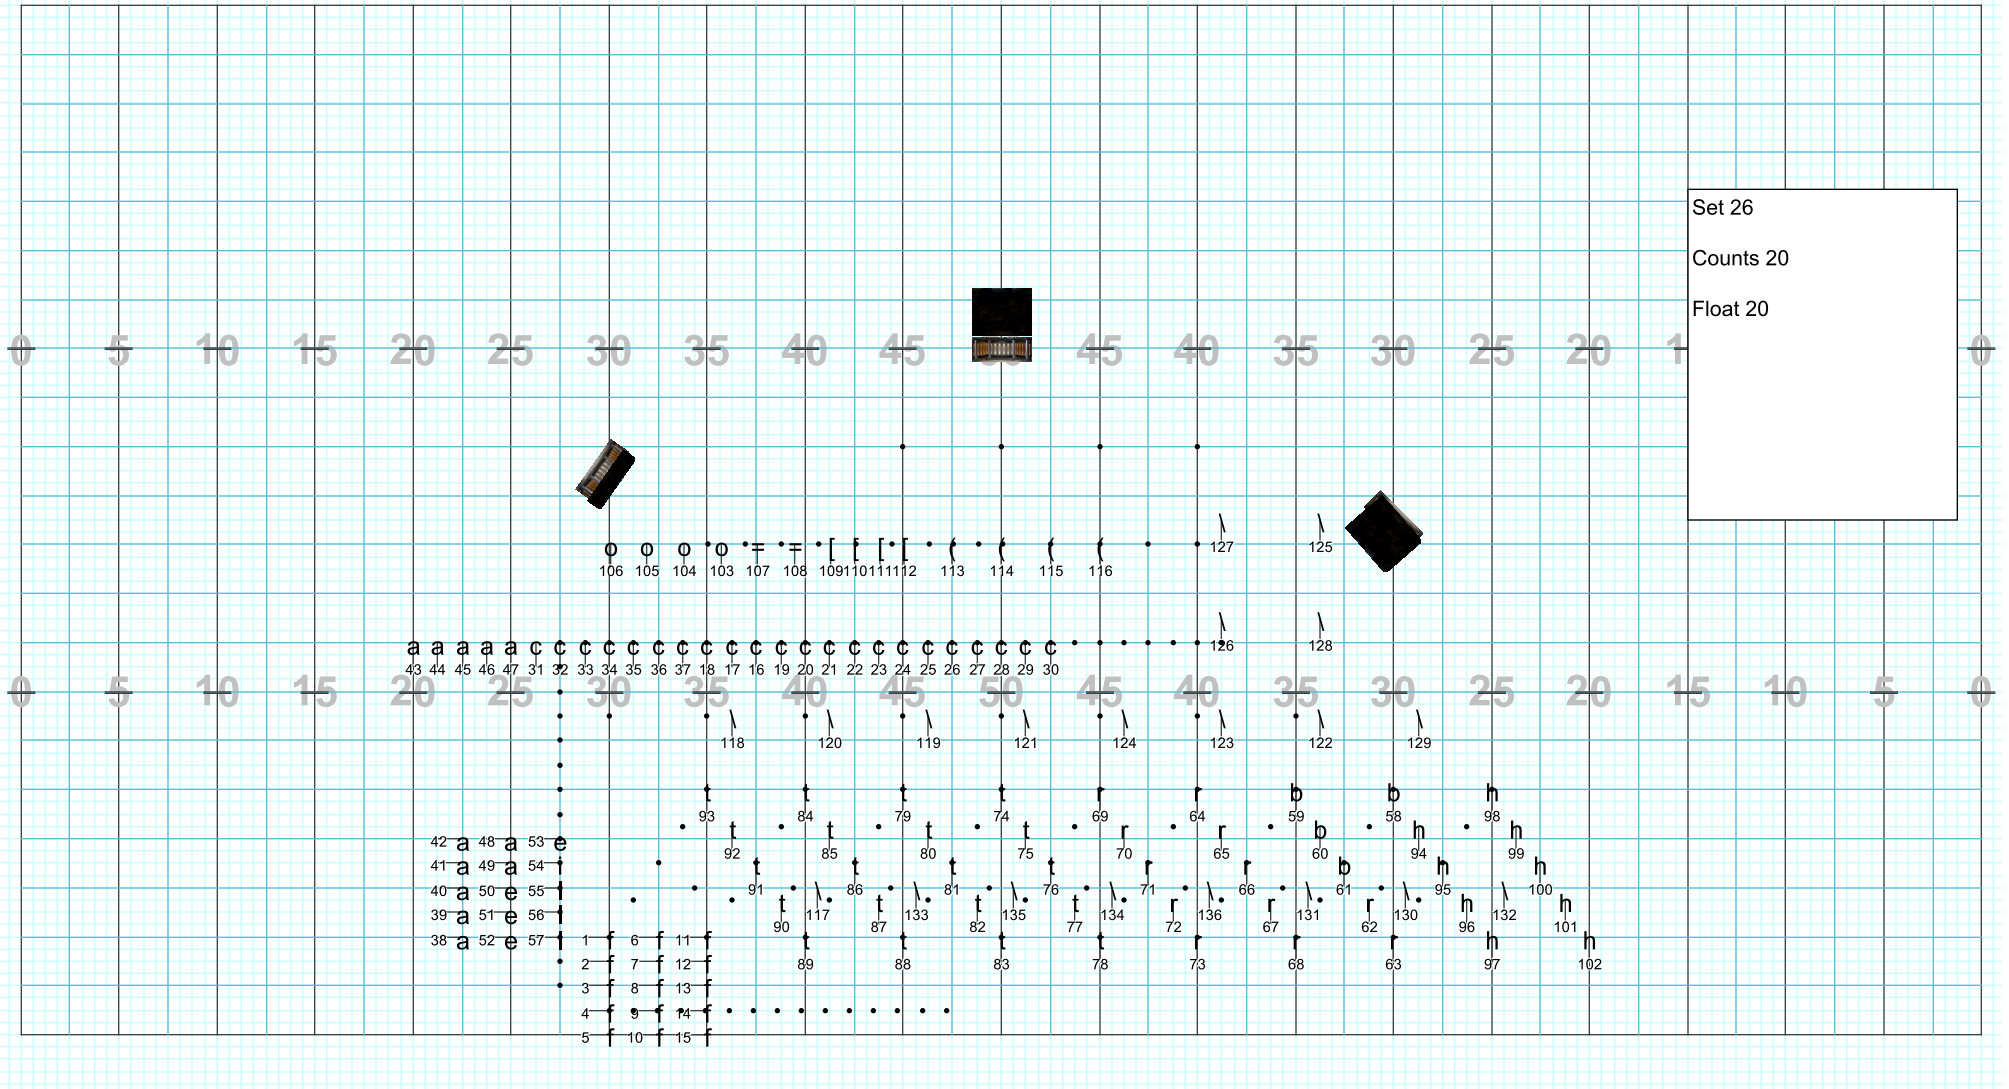 Set 26
Counts 20
Float 20
0 5 10 15 20 25 30 35 40 45 45 40 35 30 25 20 1 0
o o o o = = [ [ [ [ ( ( ( ( \ \
106 105 104 103 107 108 109 110 111 112 113 114 115 116 127 125
\ \
a a a a a c c c c c c c c c c c c c c c c c c c c c c 126 128
43 44 45 46 47 31 32 33 34 35 36 37 18 17 16 19 20 21 22 23 24 25 26 27 28 29 30
0 5 10 15 20 25 30 35 40 45 50 45 40 35 30 25 20 15 10 5 0
\ \ \ \ \ \ \ \
118 120 119 121 124 123 122 129
t t t t r r b b h
93 84 79 74 69 64 59 58 98
t t t t r r b h h
42 a 48 a 53 e
92 85 80 75 70 65 60 94 99
41 a 49 a 54
t t t t r r b h h
91 86 81 76 71 66 61 95 100
40 a 50 e 55
\ \ \ \ \ \ \ \
t t t t r r r h h
117 133 135 134 136 131 130 132
39 a 51 e 56
90 87 82 77 72 67 62 96 101
38 a 52 e 57 1 f 6 f 11 f t t t t r r r h h
2 f 7 f 12 f 89 88 83 78 73 68 63 97 102
3 f 8 f 13 f
4 f 9 f 14 f
5 f 10 f 15 f